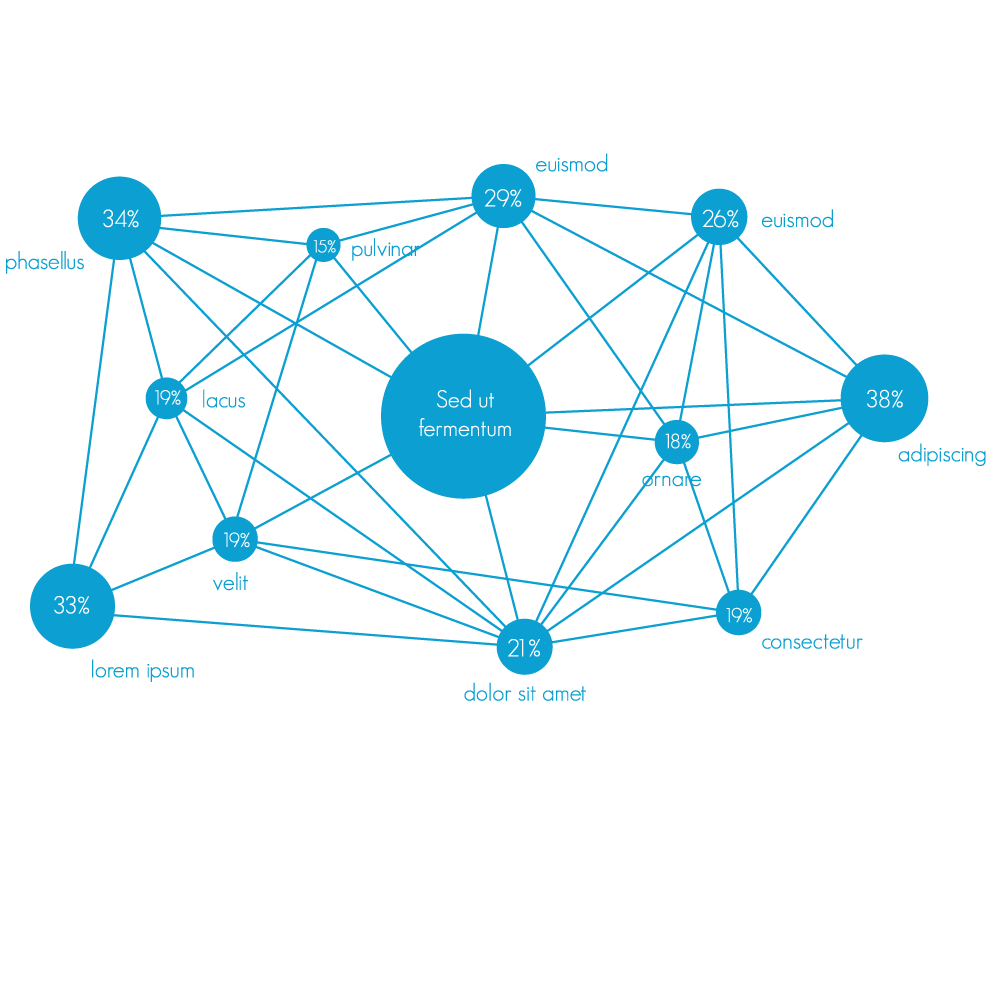 euismod
34%
29%
26%
euismod
15%
pulvinar
phasellus
19%
lacus
Sed ut
fermentum
38%
18%
adipiscing
ornare
19%
velit
33%
19%
consectetur
21%
lorem ipsum
dolor sit amet